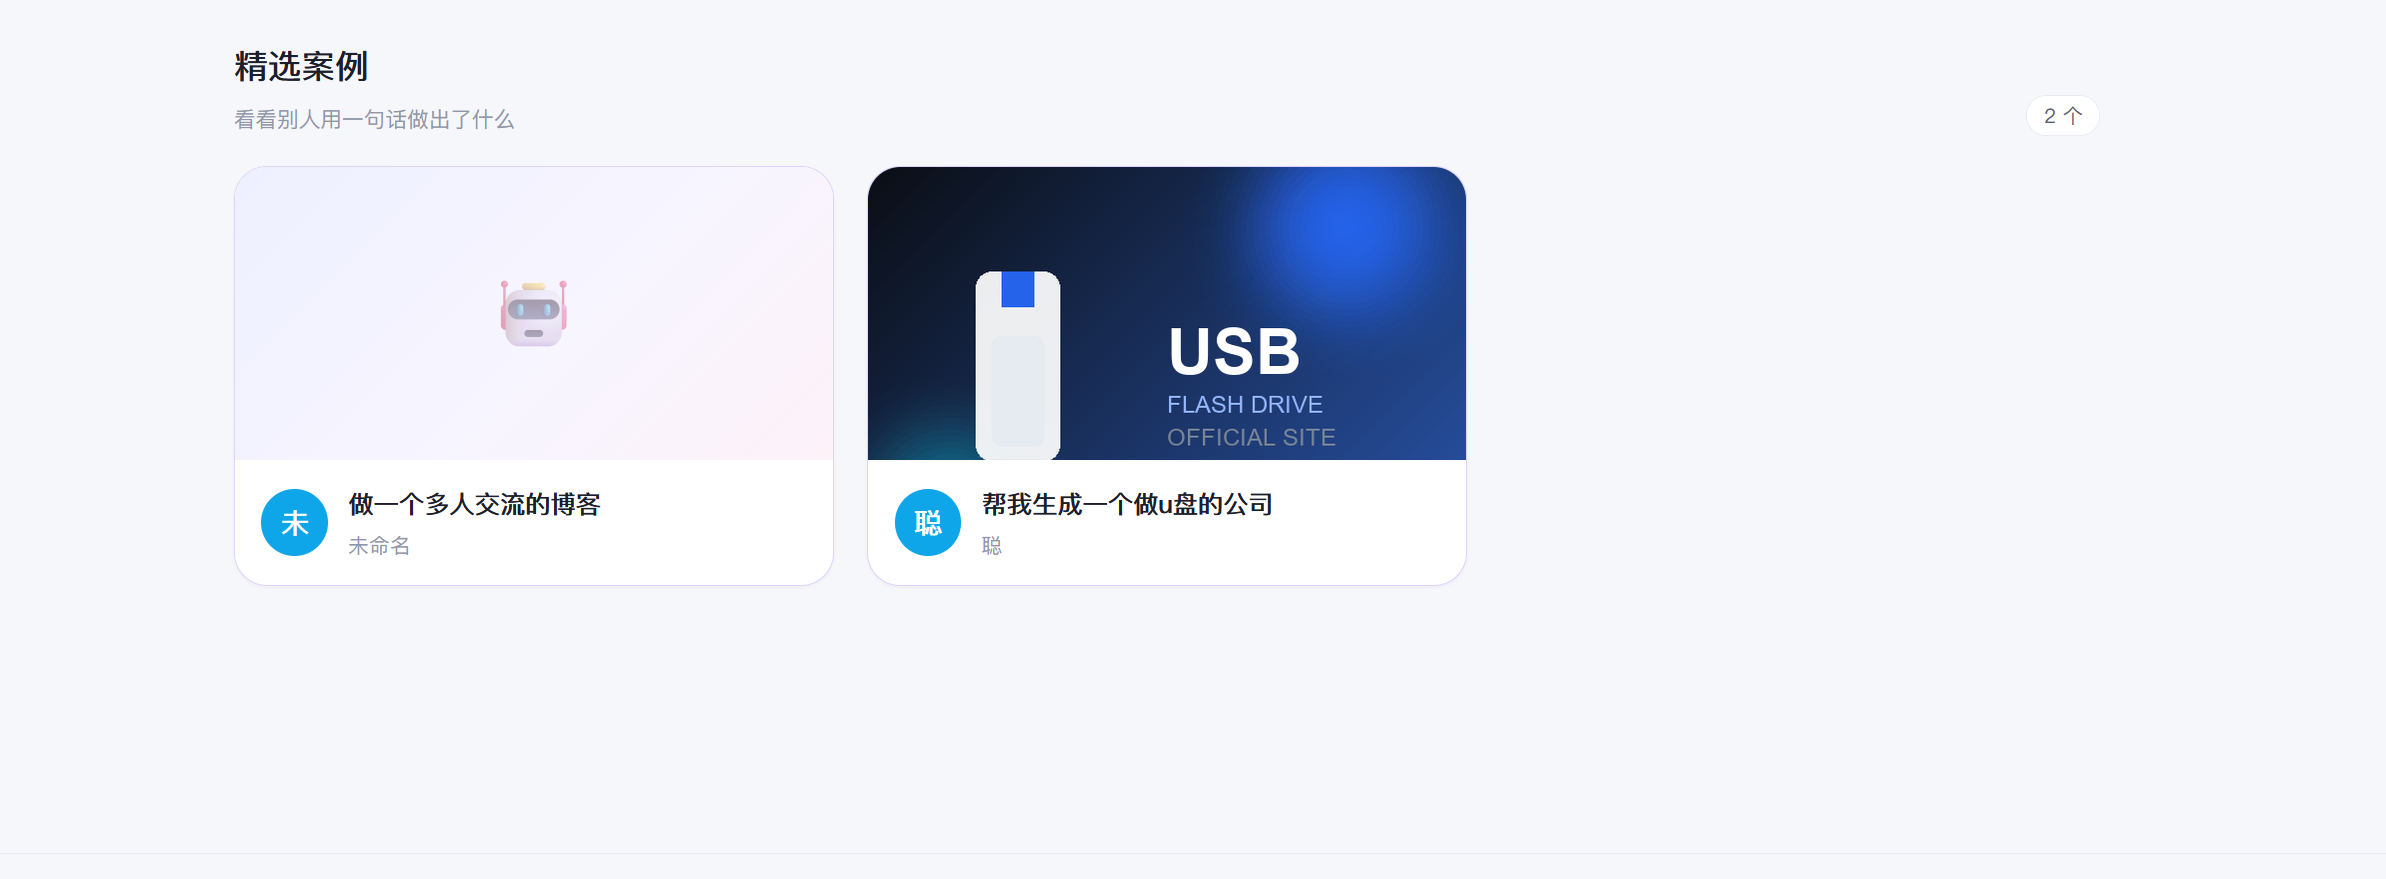 精选案例
看看别人用一句话做出了什么
2 个
USB
FLASH DRIVE
OFFICIAL SITE
未
做一个多人交流的博客
未命名
聪
帮我生成一个做u盘的公司
聪